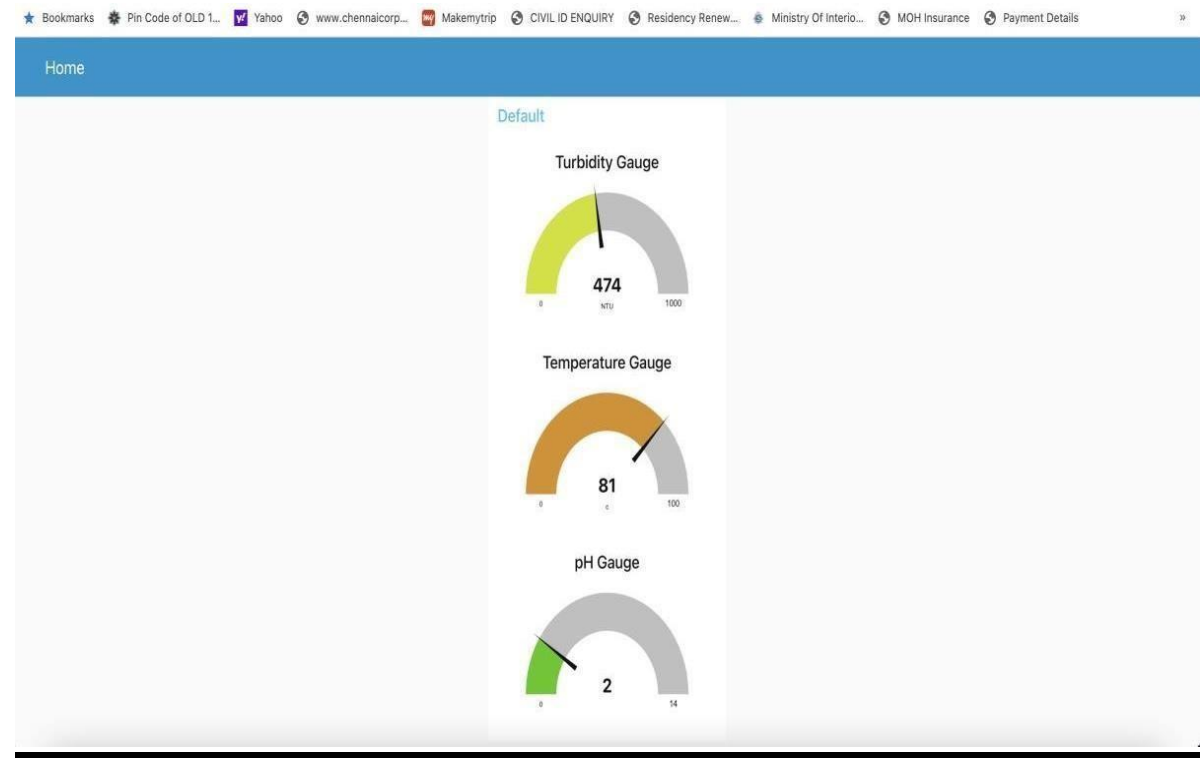 Bookmarks Pin Code of OLD 1... Yahoo www.chennaicorp... Makemytrip CIVIL ID ENQUIRY Residency Renew... Ministry Of Interio... MOH Insurance Payment Details »
Home
Default
Turbidity Gauge
474
0 NTU 1000
Temperature Gauge
81
0 c 100
pH Gauge
2
0 14